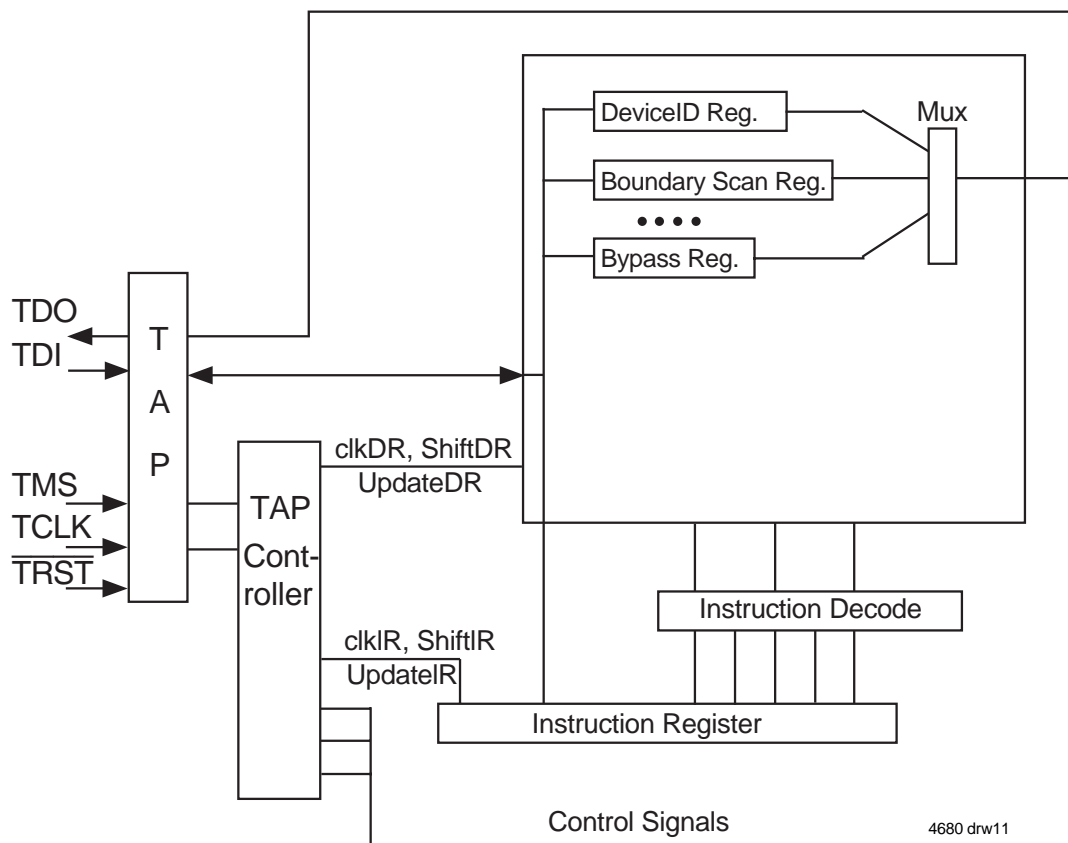 DeviceID Reg.
Mux
Boundary Scan Reg.
Bypass Reg.
TDO
TDI
T
A
P
TMS
TCLK
TRST
TAP
Cont-
roller
clkDR, ShiftDR
UpdateDR
Instruction Decode
clkIR, ShiftIR
UpdateIR
Instruction Register
Control Signals
4680 drw11